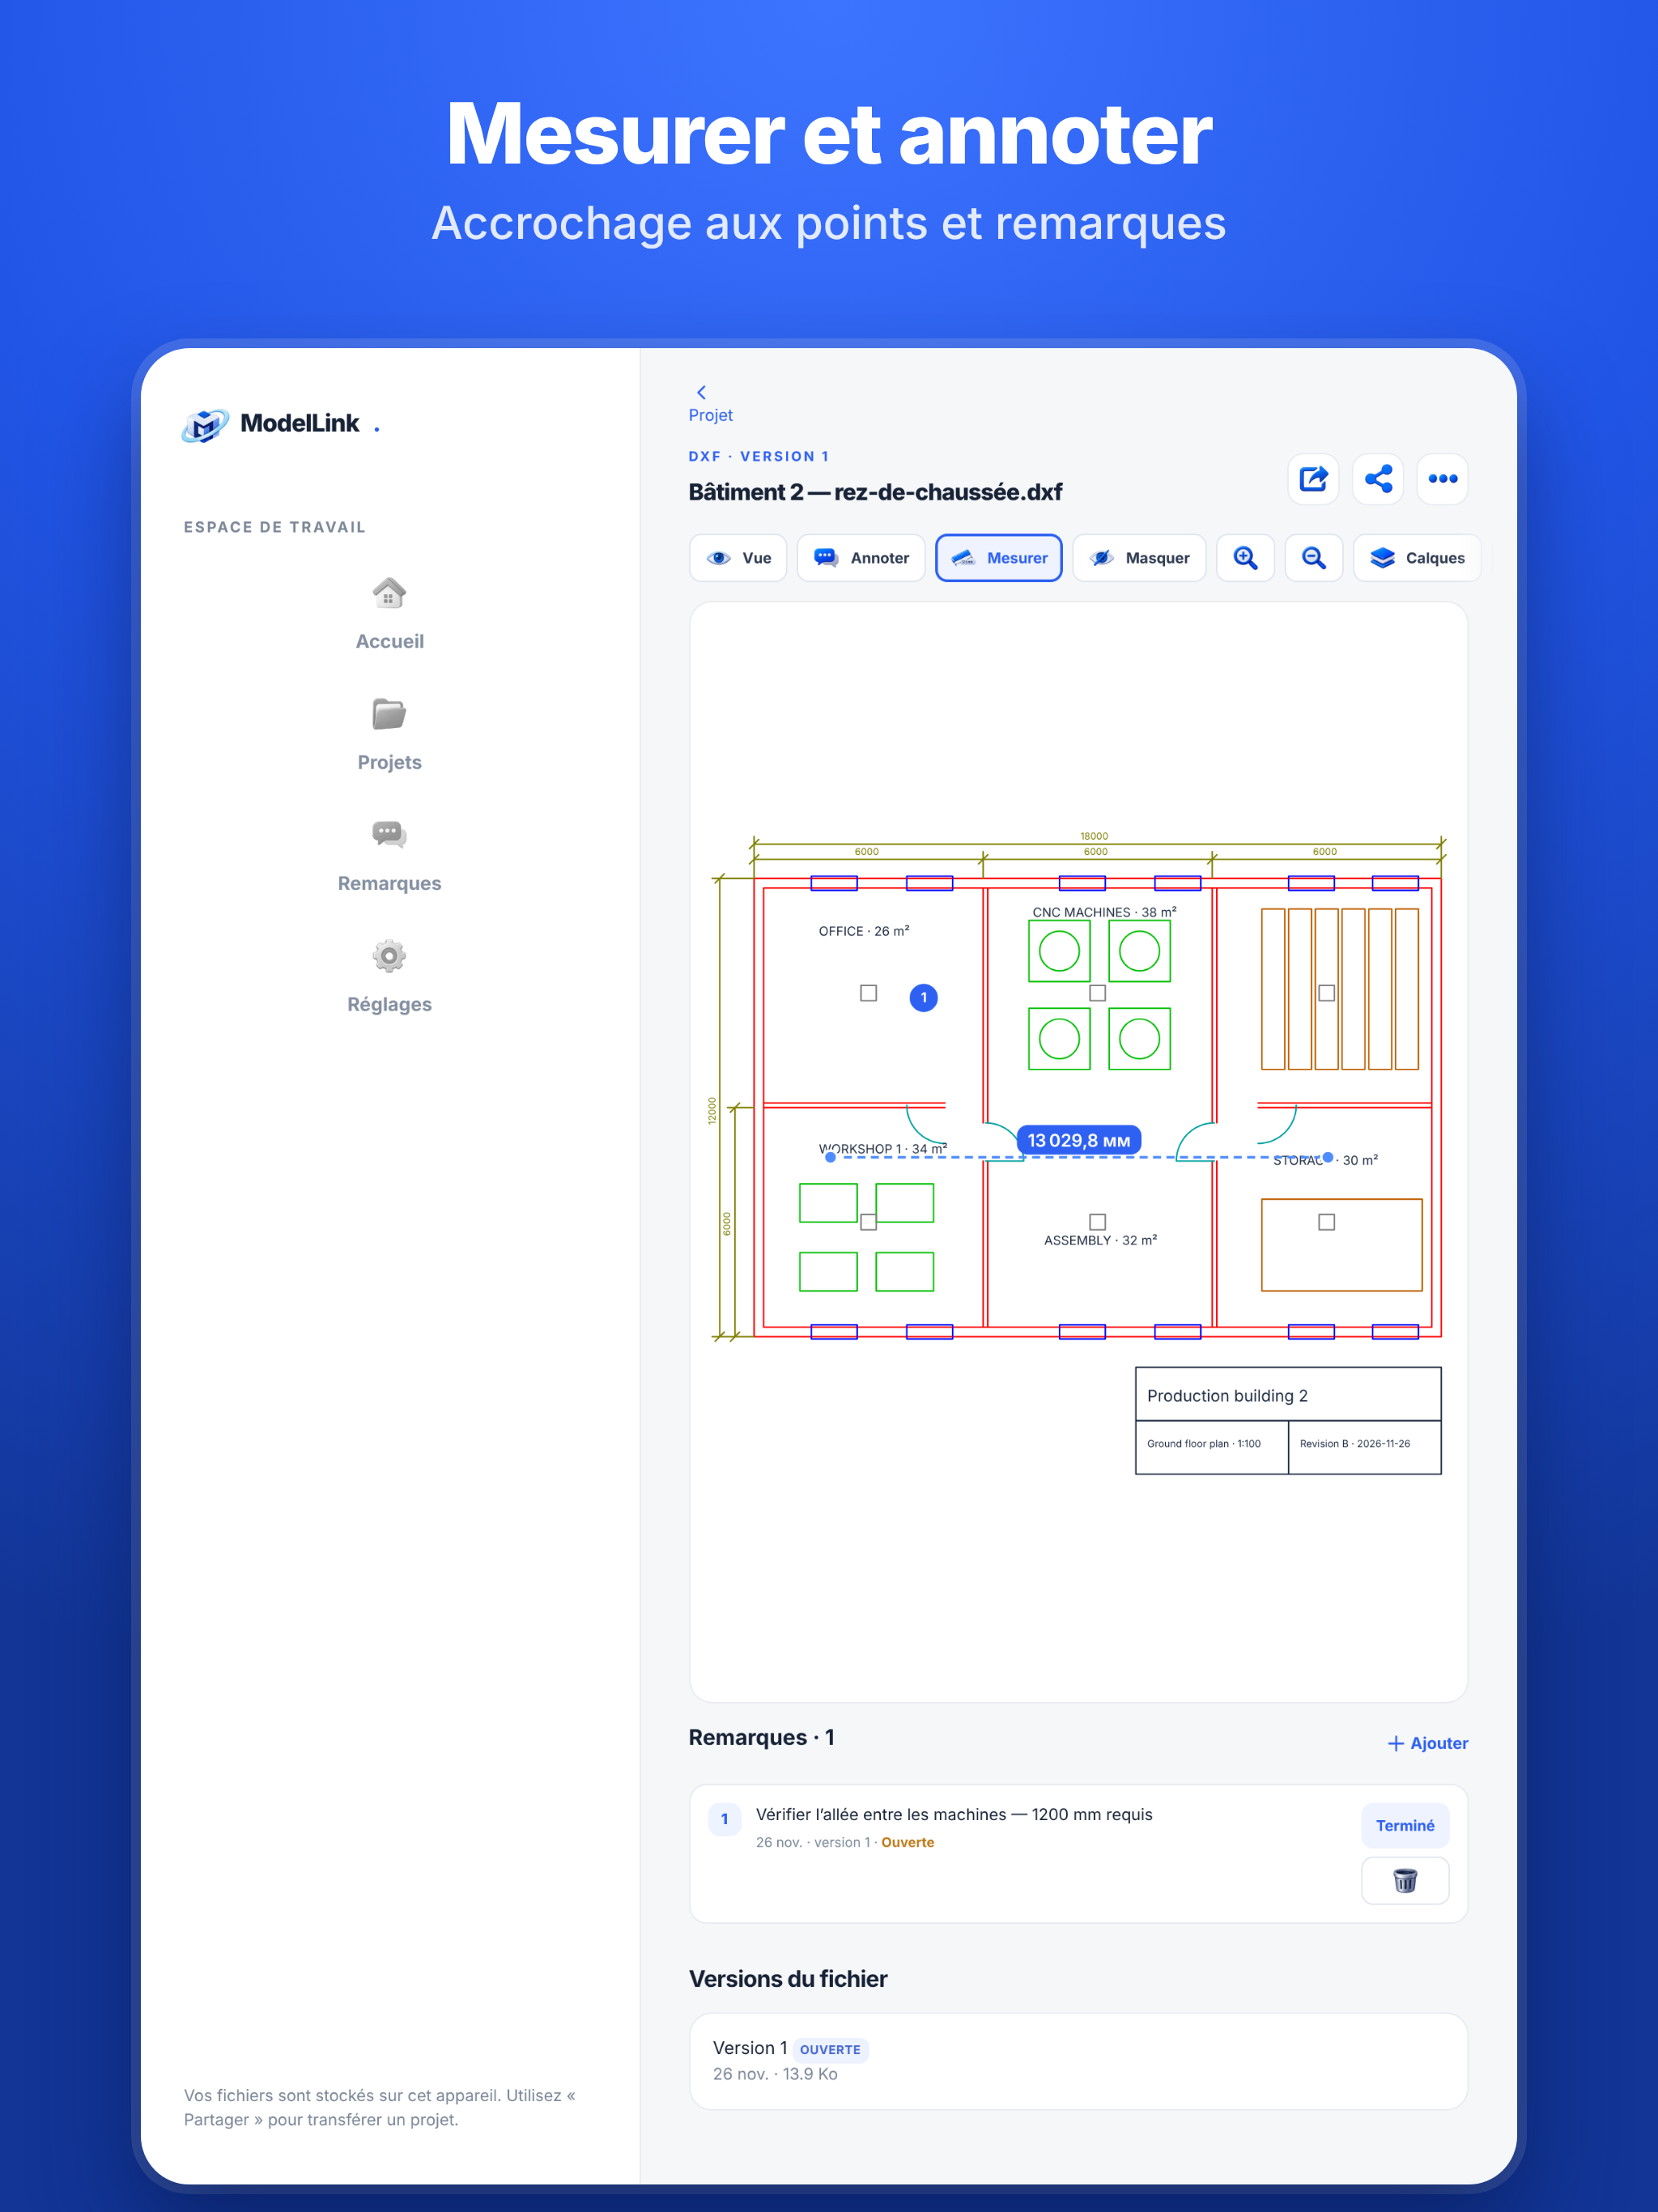 Mesurer et annoter
Accrochage aux points et remarques
ModelLink .
ESPACE DE TRAVAIL
Accueil
Projets
Remarques
Réglages
Vos fichiers sont stockés sur cet appareil. Utilisez «
Partager » pour transférer un projet.
Projet
DXF · VERSION 1
Bâtiment 2 — rez-de-chaussée.dxf
Vue
Annoter
Mesurer
Masquer
Calques
18000
6000
6000
6000
12000
6000
OFFICE · 26 m²
CNC MACHINES · 38 m²
1
WORKSHOP 1 · 34 m²
13 029,8 мм
STORAG · 30 m²
ASSEMBLY · 32 m²
Production building 2
Ground floor plan · 1:100
Revision B · 2026-11-26
Remarques · 1
Ajouter
1
Vérifier l’allée entre les machines — 1200 mm requis
26 nov. · version 1 · Ouverte
Terminé
Versions du fichier
Version 1 OUVERTE
26 nov. · 13.9 Ko